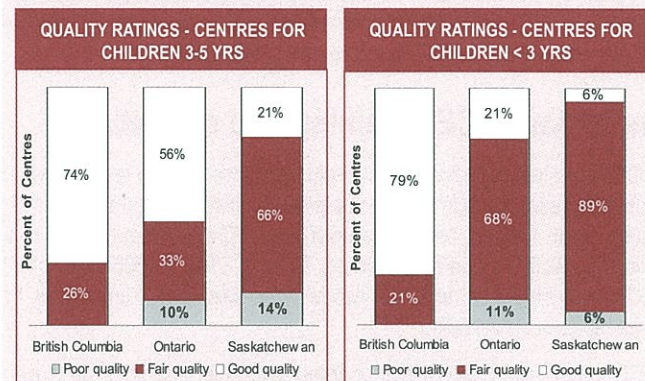 QUALITY RATINGS - CENTRES FOR
CHILDREN 3-5 YRS
Percent of Centres
74%
26%
56%
33%
10%
21%
66%
14%
British Columbia Ontario Saskatchew an
Poor quality Fair quality Good quality
QUALITY RATINGS - CENTRES FOR
CHILDREN < 3 YRS
Percent of Centres
79%
21%
21%
68%
11%
6%
89%
6%
British Columbia Ontario Saskatchew an
Poor quality Fair quality Good quality